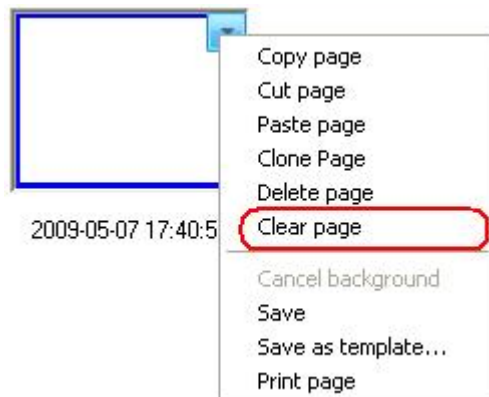 Copy page
Cut page
Paste page
Clone Page
Delete page
2009-05-07 17:40:5
Clear page
Cancel background
Save
Save as template...
Print page